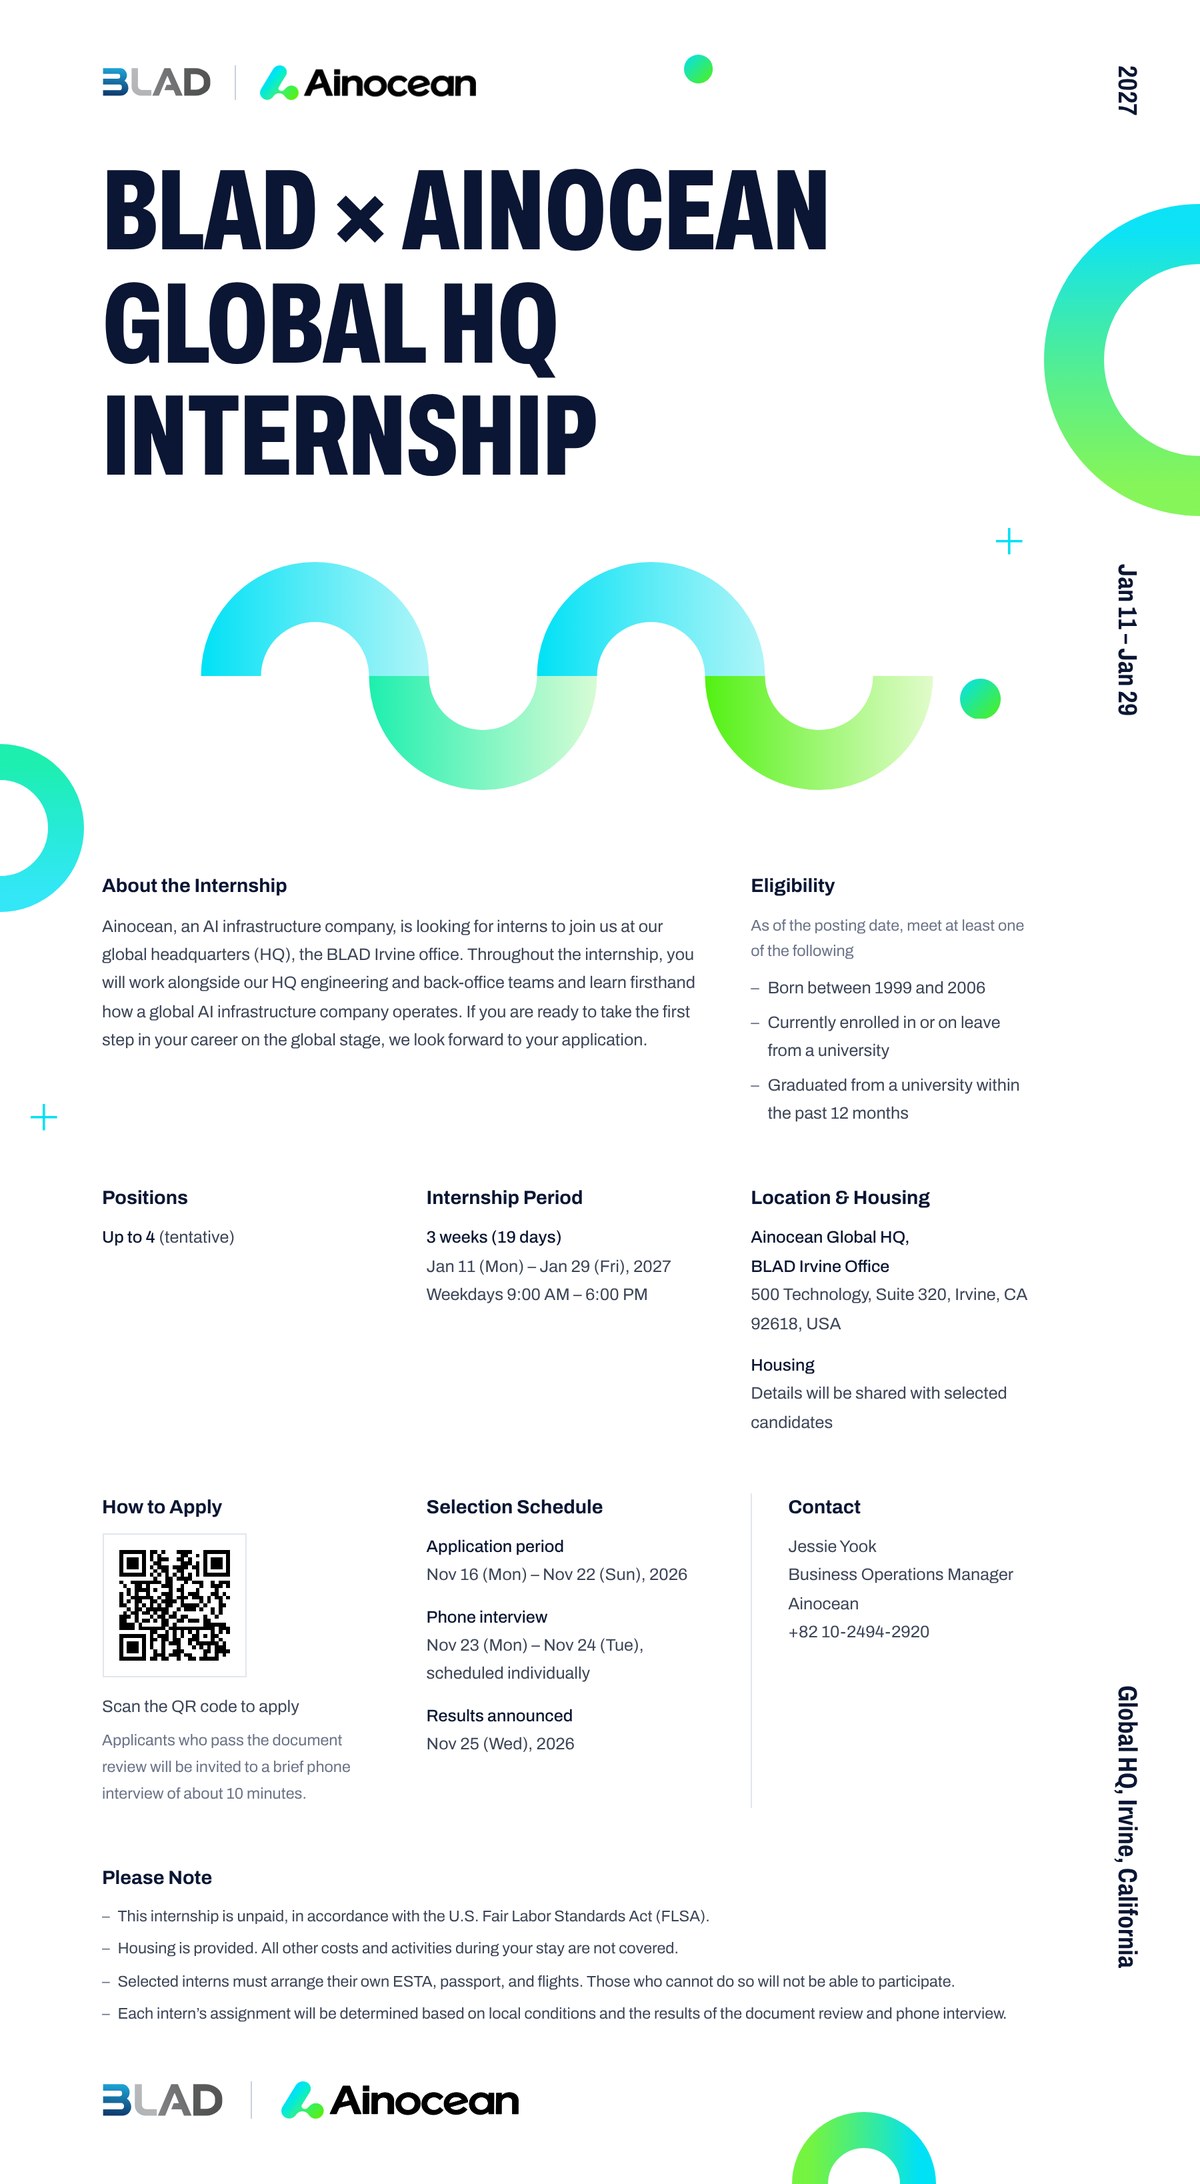 BLAD Ainocean
2027
BLAD × AINOCEAN
GLOBAL HQ
INTERNSHIP
Jan 11 – Jan 29
About the Internship
Ainocean, an AI infrastructure company, is looking for interns to join us at our
global headquarters (HQ), the BLAD Irvine office. Throughout the internship, you
will work alongside our HQ engineering and back-office teams and learn firsthand
how a global AI infrastructure company operates. If you are ready to take the first
step in your career on the global stage, we look forward to your application.
Eligibility
As of the posting date, meet at least one
of the following
– Born between 1999 and 2006
– Currently enrolled in or on leave
from a university
– Graduated from a university within
the past 12 months
Positions
Up to 4 (tentative)
Internship Period
3 weeks (19 days)
Jan 11 (Mon) – Jan 29 (Fri), 2027
Weekdays 9:00 AM – 6:00 PM
Location & Housing
Ainocean Global HQ,
BLAD Irvine Office
500 Technology, Suite 320, Irvine, CA
92618, USA
Housing
Details will be shared with selected
candidates
How to Apply
Scan the QR code to apply
Applicants who pass the document
review will be invited to a brief phone
interview of about 10 minutes.
Selection Schedule
Application period
Nov 16 (Mon) – Nov 22 (Sun), 2026
Phone interview
Nov 23 (Mon) – Nov 24 (Tue),
scheduled individually
Results announced
Nov 25 (Wed), 2026
Contact
Jessie Yook
Business Operations Manager
Ainocean
+82 10-2494-2920
Global HQ, Irvine, California
Please Note
– This internship is unpaid, in accordance with the U.S. Fair Labor Standards Act (FLSA).
– Housing is provided. All other costs and activities during your stay are not covered.
– Selected interns must arrange their own ESTA, passport, and flights. Those who cannot do so will not be able to participate.
– Each intern’s assignment will be determined based on local conditions and the results of the document review and phone interview.
BLAD Ainocean